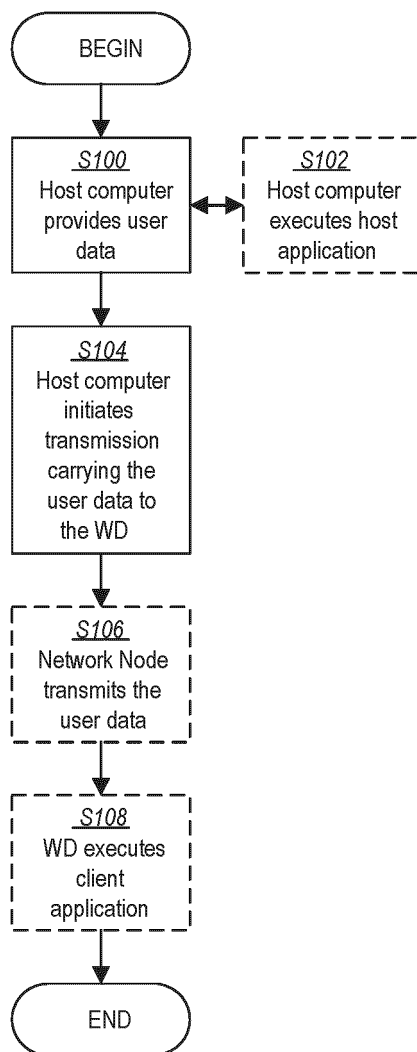 BEGIN
S100
Host computer
provides user
data
S102
Host computer
executes host
application
S104
Host computer
initiates
transmission
carrying the
user data to
the WD
S106
Network Node
transmits the
user data
S108
WD executes
client
application
END